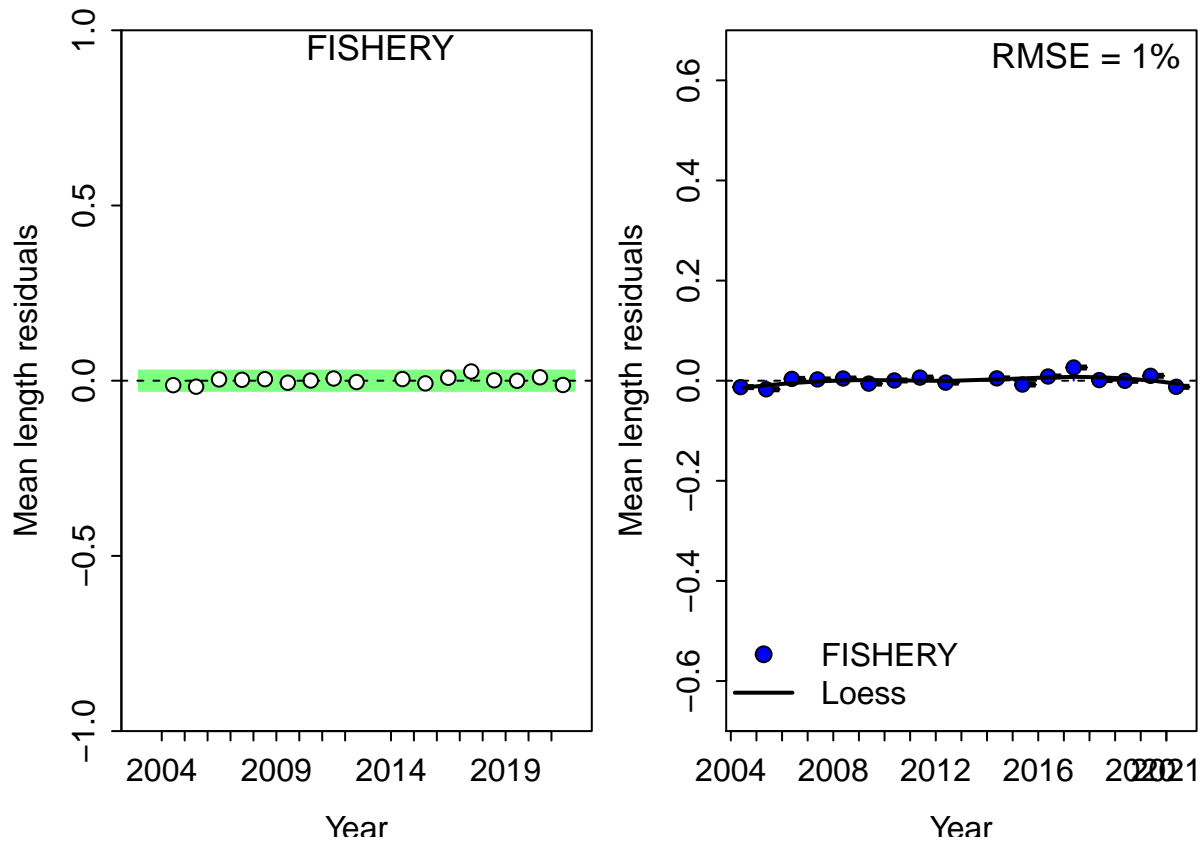 FISHERY
1.0
0.5
0.0
−0.5
−1.0
Mean length residuals
2004 2009 2014 2019
Year
RMSE = 1%
0.6
0.4
0.2
0.0
−0.2
−0.4
−0.6
Mean length residuals
FISHERY
Loess
2004 2008 2012 2016 2020 2021
Year